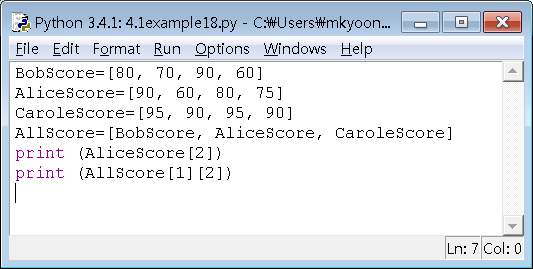 Python 3.4.1: 4.1example18.py - C:₩Users₩mkyoon...
File Edit Format Run Options Windows Help
BobScore=[80, 70, 90, 60]
AliceScore=[90, 60, 80, 75]
CaroleScore=[95, 90, 95, 90]
AllScore=[BobScore, AliceScore, CaroleScore]
print (AliceScore[2])
print (AllScore[1][2])
Ln: 7 Col: 0